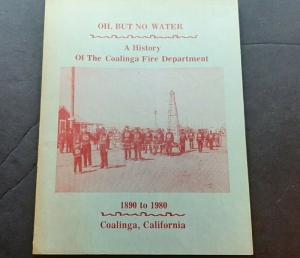 OIL BUT NO WATER
A History
Of The Coalinga Fire Department
1890 to 1980
Coalinga, California